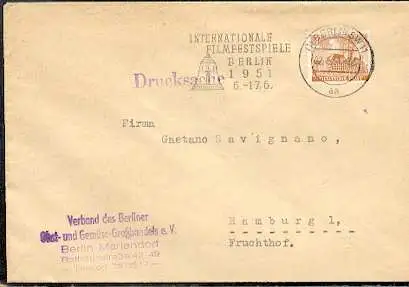 INTERNATIONALE
FILMFESTSPIELE
BERLIN
1951
6.-17.6.
Drucksache
Firma
Gaetano Savignano,
Hamburg 1,
Fruchthof.
Verband des Berliner
Obst- und Gemüse-Großhandels e.V.
Berlin Mariendorf